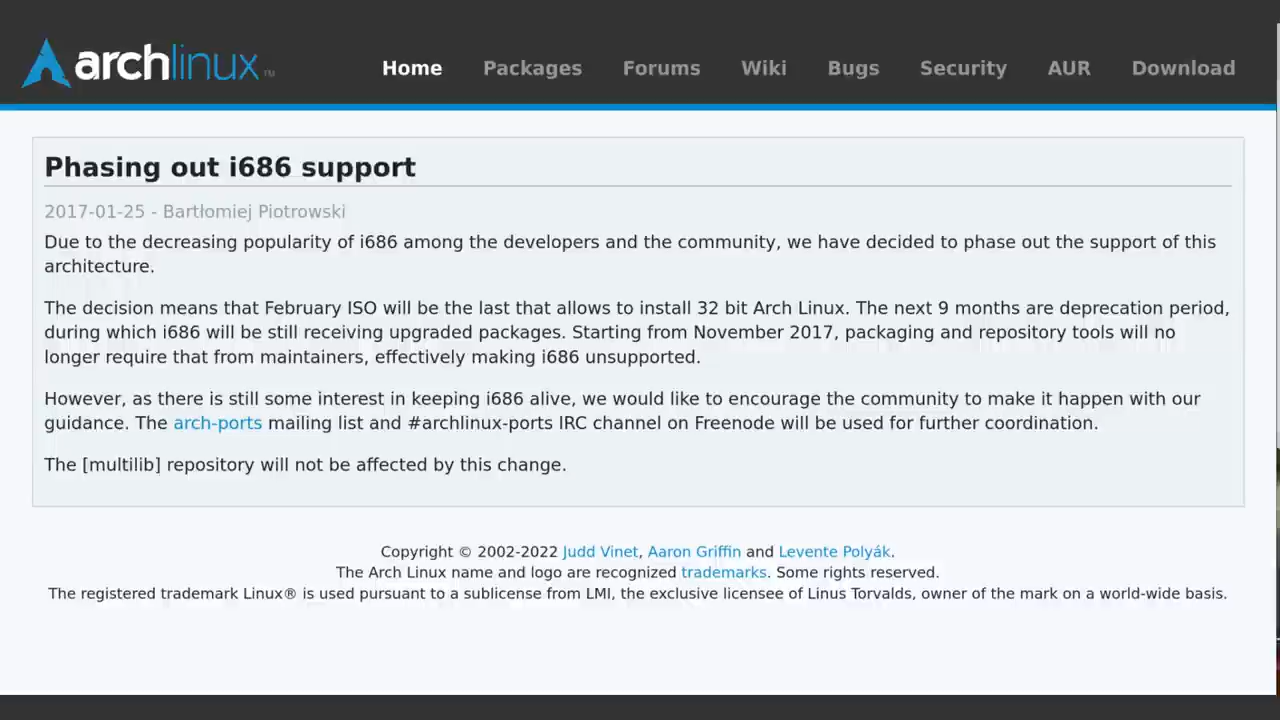 archlinux™
Home Packages Forums Wiki Bugs Security AUR Download
Phasing out i686 support
2017-01-25 - Bartłomiej Piotrowski
Due to the decreasing popularity of i686 among the developers and the community, we have decided to phase out the support of this
architecture.
The decision means that February ISO will be the last that allows to install 32 bit Arch Linux. The next 9 months are deprecation period,
during which i686 will be still receiving upgraded packages. Starting from November 2017, packaging and repository tools will no
longer require that from maintainers, effectively making i686 unsupported.
However, as there is still some interest in keeping i686 alive, we would like to encourage the community to make it happen with our
guidance. The arch-ports mailing list and #archlinux-ports IRC channel on Freenode will be used for further coordination.
The [multilib] repository will not be affected by this change.
Copyright © 2002-2022 Judd Vinet, Aaron Griffin and Levente Polyák.
The Arch Linux name and logo are recognized trademarks. Some rights reserved.
The registered trademark Linux® is used pursuant to a sublicense from LMI, the exclusive licensee of Linus Torvalds, owner of the mark on a world-wide basis.